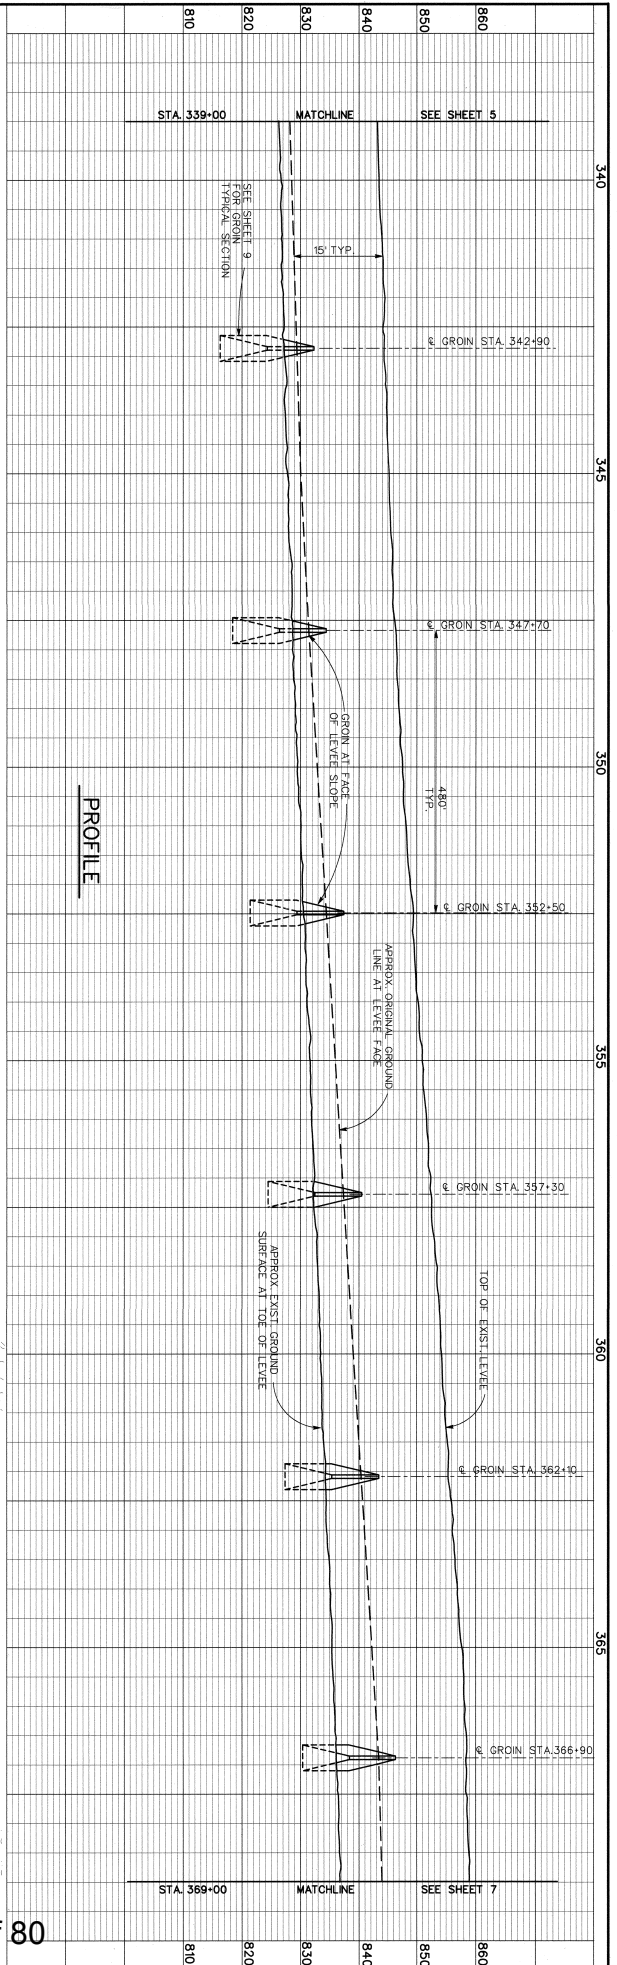 810
820
830
840
850
860
STA. 339+00
MATCHLINE
SEE SHEET 5
340
SEE SHEET 9
FOR GROIN
TYPICAL SECTION
15' TYP.
℄ GROIN STA. 342+90
345
℄ GROIN STA. 347+70
GROIN AT FACE
OF LEVEE SLOPE
480'
TYP.
350
PROFILE
℄ GROIN STA. 352+50
APPROX. ORIGINAL GROUND
LINE AT LEVEE FACE
355
℄ GROIN STA. 357+30
APPROX. EXIST. GROUND
SURFACE AT TOE OF LEVEE
TOP OF EXIST. LEVEE
360
℄ GROIN STA. 362+10
365
℄ GROIN STA.366+90
STA. 369+00
MATCHLINE
SEE SHEET 7
810
820
830
840
850
860
80